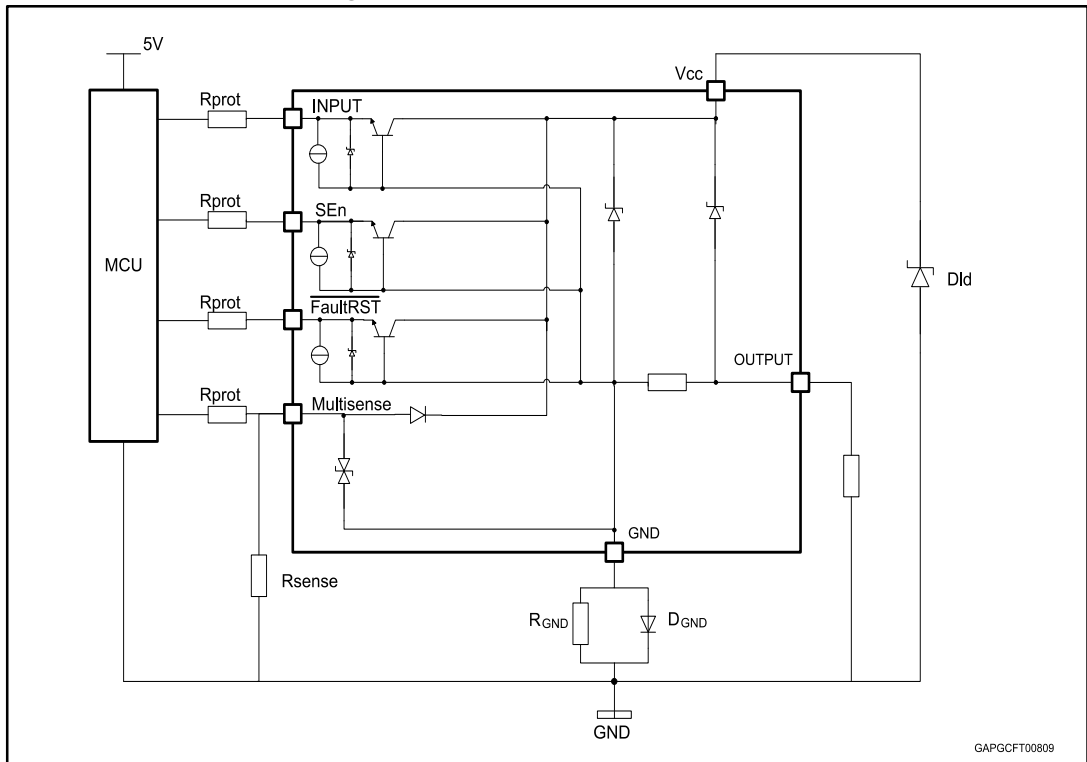 5V
Vcc
Rprot
INPUT
Rprot
SEn
MCU
Dld
Rprot
FaultRST
OUTPUT
Rprot
Multisense
GND
Rsense
RGND
DGND
GND
GAPGCFT00809